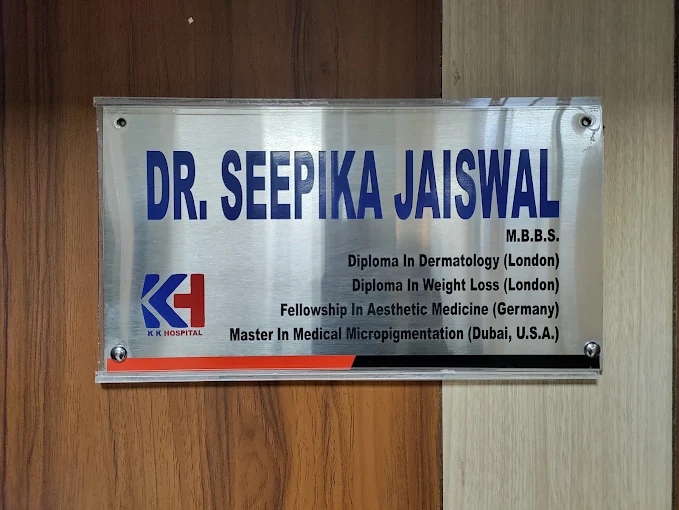 DR. SEEPIKA JAISWAL
M.B.B.S.
Diploma In Dermatology (London)
Diploma In Weight Loss (London)
Fellowship In Aesthetic Medicine (Germany)
Master In Medical Micropigmentation (Dubai, U.S.A.)
KH
K K HOSPITAL